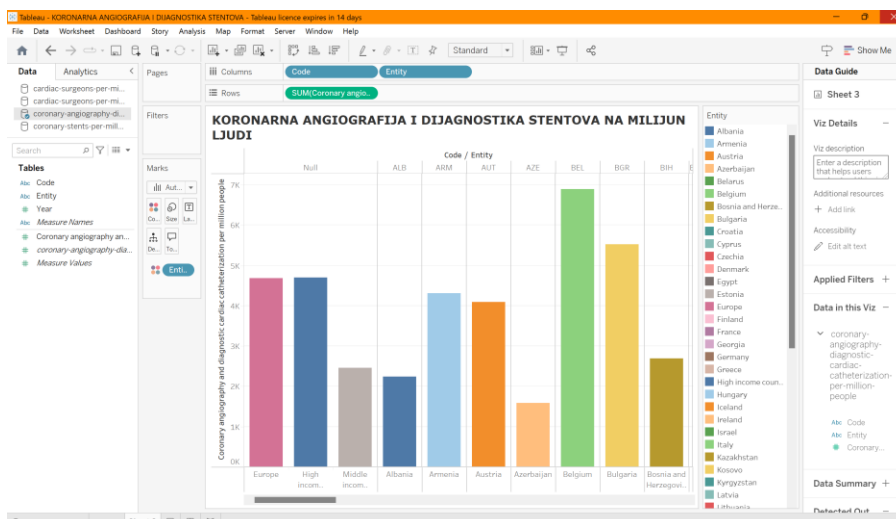 Tableau - KORONARNA ANGIOGRAFIJA I DIJAGNOSTIKA STENTOVA - Tableau licence expires in 14 days
File Data Worksheet Dashboard Story Analysis Map Format Server Window Help
Standard
Show Me
Data Analytics
cardiac-surgeons-per-mi...
cardiac-surgeons-per-mi...
coronary-angiography-di...
coronary-stents-per-mill...
Search
Tables
Abc Code
Abc Entity
# Year
Abc Measure Names
# Coronary angiography an...
# coronary-angiography-dia...
# Measure Values
Pages
Filters
Marks
Aut...
Co... Size La...
De... To...
Enti..
Columns Code Entity
Rows SUM(Coronary angio..
KORONARNA ANGIOGRAFIJA I DIJAGNOSTIKA STENTOVA NA MILIJUN
LJUDI
Code / Entity
Null ALB ARM AUT AZE BEL BGR BIH E
Coronary angiography and diagnostic cardiac catheterization per million people
7K
6K
5K
4K
3K
2K
1K
0K
Europe High Middle Albania Armenia Austria Azerbaijan Belgium Bulgaria Bosnia and
incom.. incom.. Herzegovi..
Entity
Albania
Armenia
Austria
Azerbaijan
Belarus
Belgium
Bosnia and Herze..
Bulgaria
Croatia
Cyprus
Czechia
Denmark
Egypt
Estonia
Europe
Finland
France
Georgia
Germany
Greece
High income coun..
Hungary
Iceland
Ireland
Israel
Italy
Kazakhstan
Kosovo
Kyrgyzstan
Latvia
Lithuania
Data Guide
Sheet 3
Viz Details
Viz description
Enter a description
that helps users
Additional resources
+ Add link
Accessibility
Edit alt text
Applied Filters +
Data in this Viz
coronary-
angiography-
diagnostic-
cardiac-
catheterization-
per-million-
people
Abc Code
Abc Entity
Coronary...
Data Summary +
Detected Out